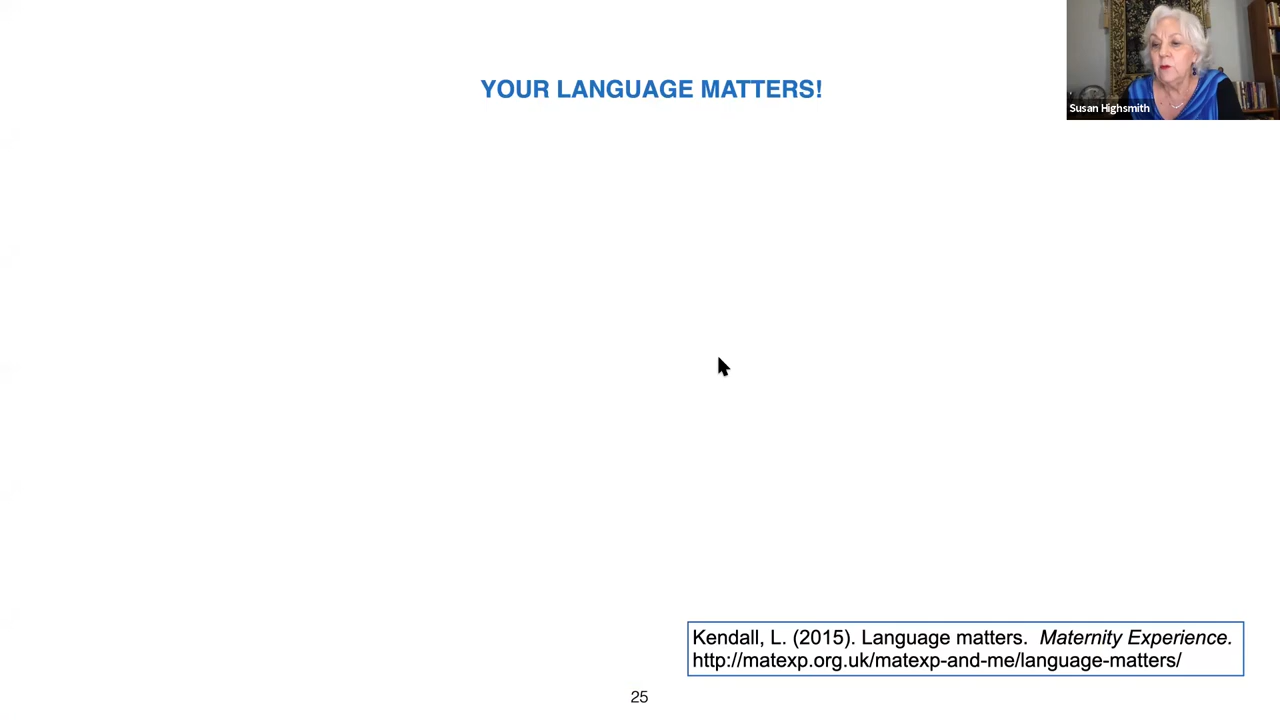 YOUR LANGUAGE MATTERS!
Susan Highsmith
Kendall, L. (2015). Language matters. Maternity Experience.
http://matexp.org.uk/matexp-and-me/language-matters/
25